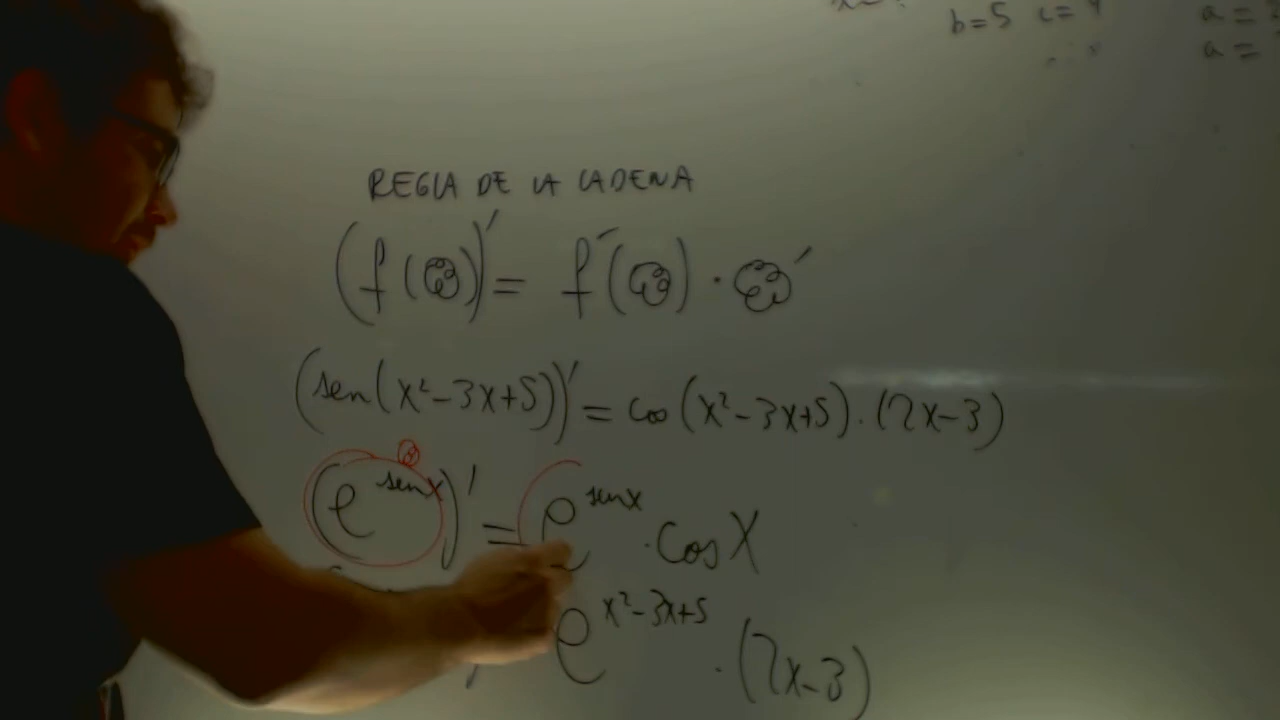 b=5 c=4 a=
a=
REGLA DE LA CADENA
(f( ))' = f'( ) · '
(sen(x²-3x+5))' = cos(x²-3x+5).(2x-3)
(e^senx)' = e^senx · cos X
e^x²-3x+5 · (2x-3)